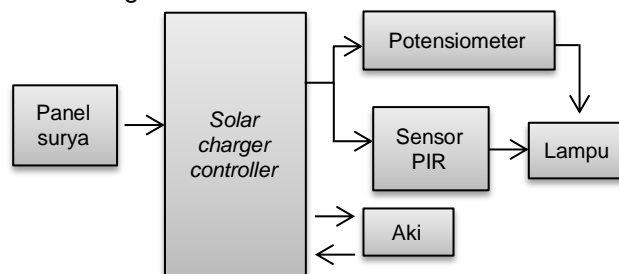 Potensiometer
Panel
surya
Solar
charger
controller
Sensor
PIR
Lampu
Aki